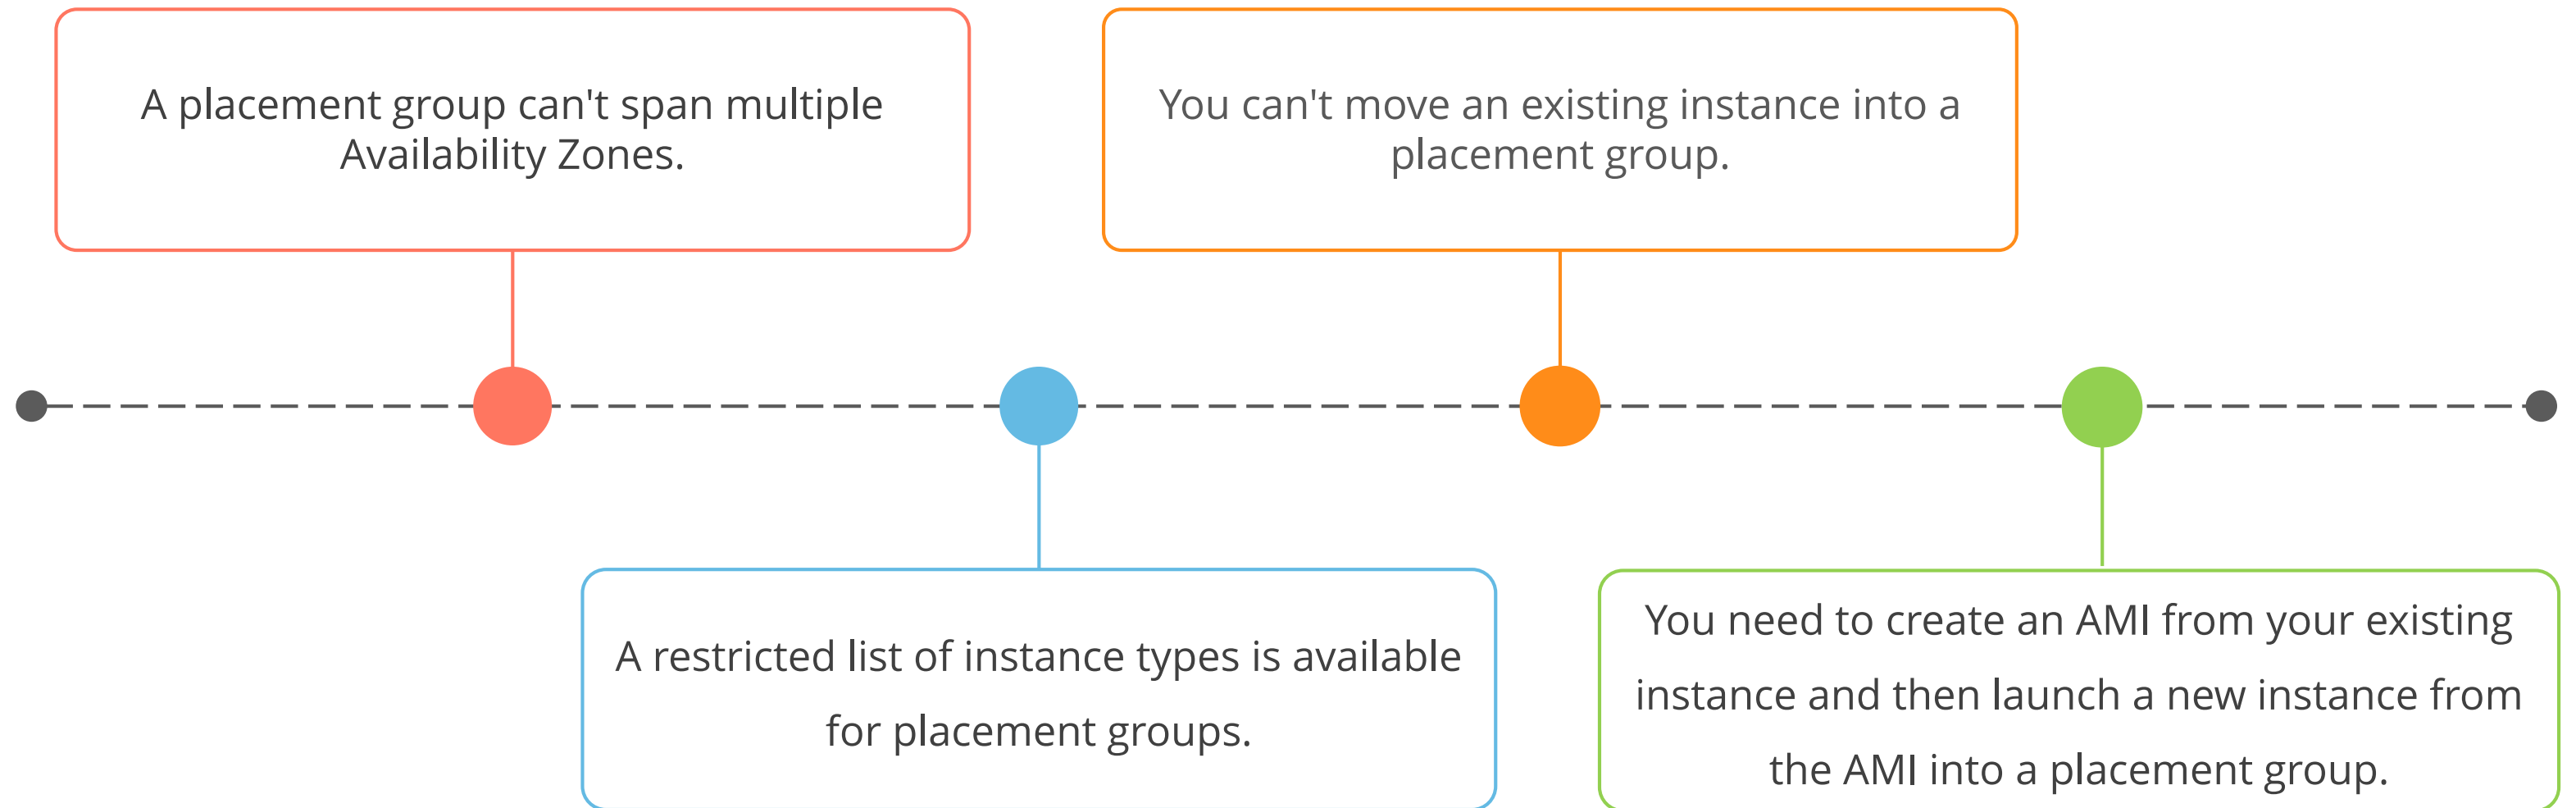 A placement group can't span multiple
Availability Zones.
You can't move an existing instance into a
placement group.
A restricted list of instance types is available
for placement groups.
You need to create an AMI from your existing
instance and then launch a new instance from
the AMI into a placement group.